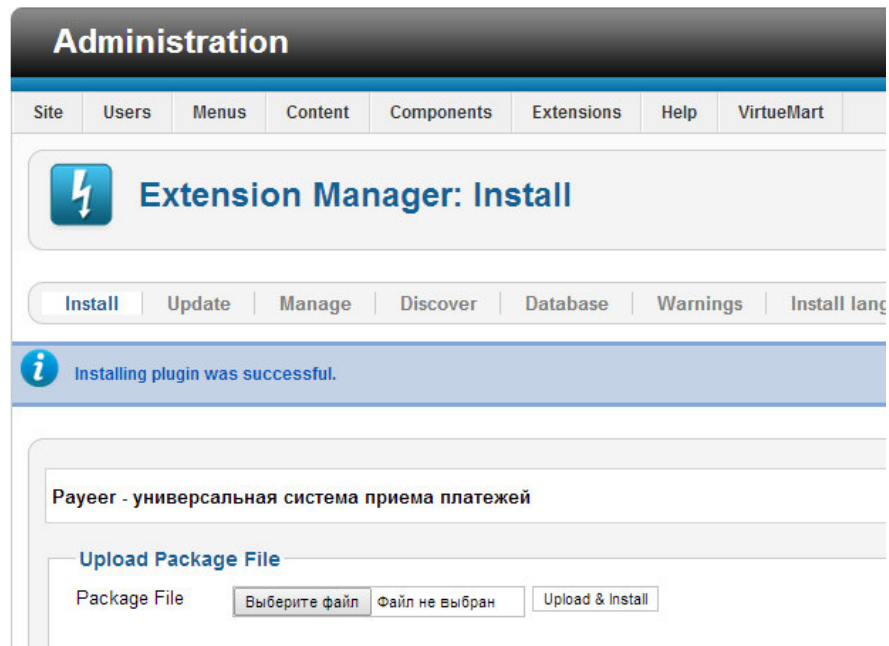 Administration
Site Users Menus Content Components Extensions Help VirtueMart
Extension Manager: Install
Install Update Manage Discover Database Warnings Install lang
Installing plugin was successful.
Payeer - универсальная система приема платежей
Upload Package File
Package File Выберите файл Файл не выбран Upload & Install